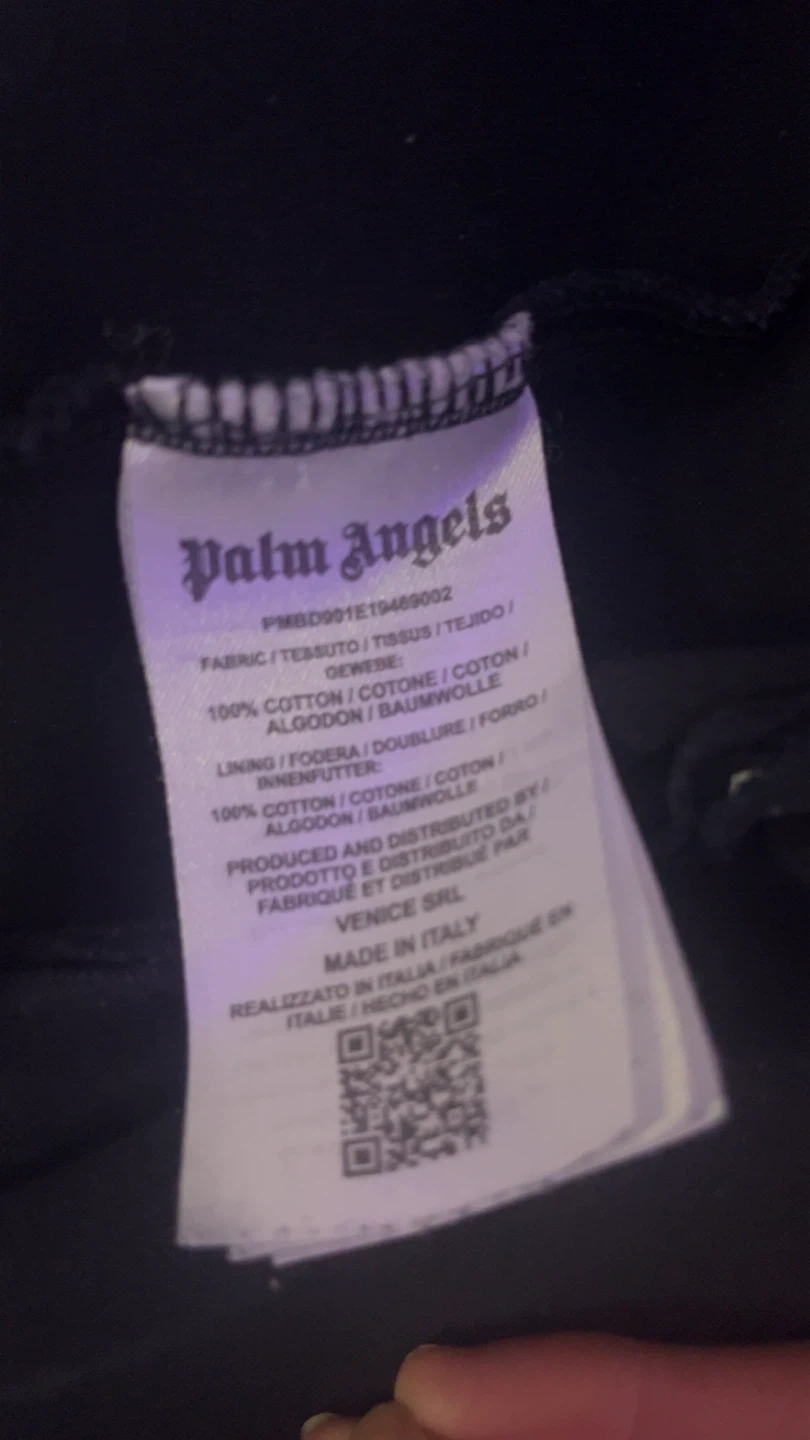 Palm Angels
PMBD001E19469002
FABRIC / TESSUTO / TISSUS / TEJIDO /
GEWEBE:
100% COTTON / COTONE / COTON /
ALGODON / BAUMWOLLE
LINING / FODERA / DOUBLURE / FORRO /
INNENFUTTER:
100% COTTON / COTONE / COTON /
ALGODON / BAUMWOLLE
PRODUCED AND DISTRIBUTED BY /
PRODOTTO E DISTRIBUITO DA /
FABRIQUÉ ET DISTRIBUÉ PAR
VENICE SRL
MADE IN ITALY
REALIZZATO IN ITALIA / FABRIQUÉ EN
ITALIE / HECHO EN ITALIA